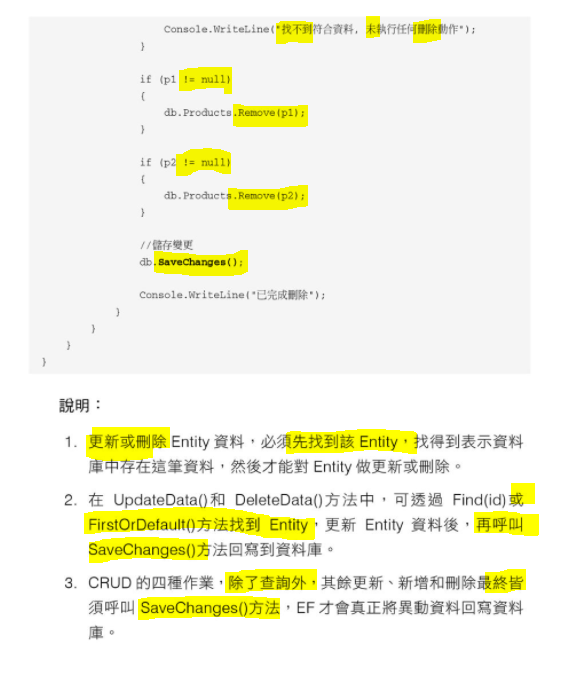 Console.WriteLine("找不到符合資料, 未執行任何刪除動作");
}
if (p1 != null)
{
db.Products.Remove(p1);
}
if (p2 != null)
{
db.Products.Remove(p2);
}
//儲存變更
db.SaveChanges();
Console.WriteLine("已完成刪除");
}
}
}
}
說明：
1. 更新或刪除 Entity 資料，必須先找到該 Entity，找得到表示資料
庫中存在這筆資料，然後才能對 Entity 做更新或刪除。
2. 在 UpdateData()和 DeleteData()方法中，可透過 Find(id)或
FirstOrDefault()方法找到 Entity，更新 Entity 資料後，再呼叫
SaveChanges()方法回寫到資料庫。
3. CRUD 的四種作業，除了查詢外，其餘更新、新增和刪除最終皆
須呼叫 SaveChanges()方法，EF 才會真正將異動資料回寫資料
庫。